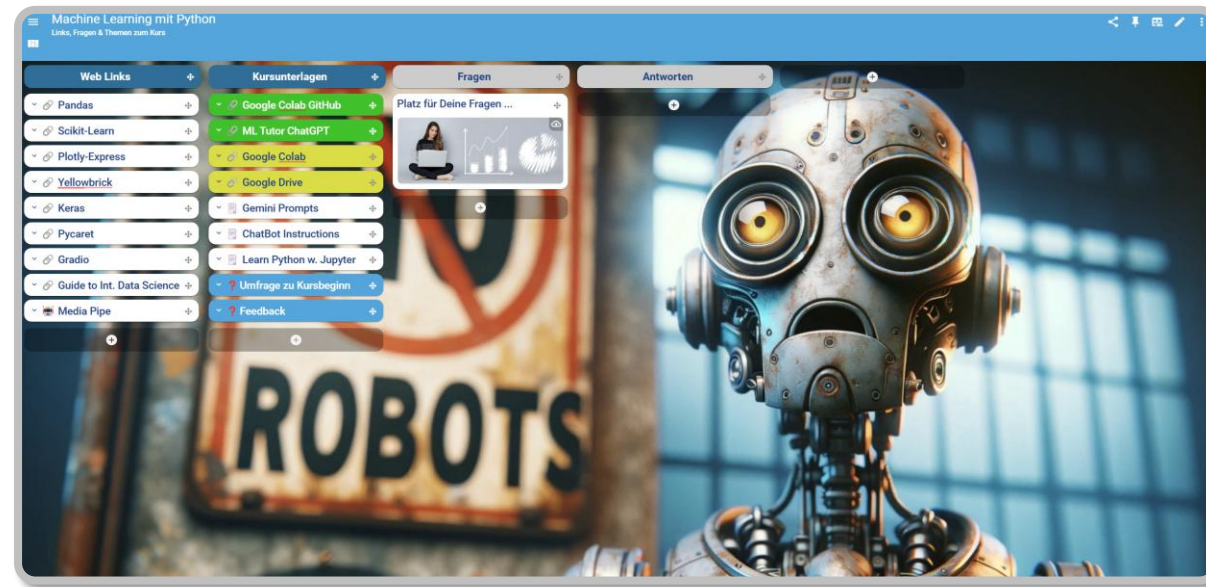 Machine Learning mit Python
Links, Fragen & Themen zum Kurs
Web Links
Pandas
Scikit-Learn
Plotly-Express
Yellowbrick
Keras
Pycaret
Gradio
Guide to Int. Data Science
Media Pipe
Kursunterlagen
Google Colab GitHub
ML Tutor ChatGPT
Google Colab
Google Drive
Gemini Prompts
ChatBot Instructions
Learn Python w. Jupyter
Umfrage zu Kursbeginn
Feedback
Fragen
Platz für Deine Fragen ...
Antworten
ROBOTS